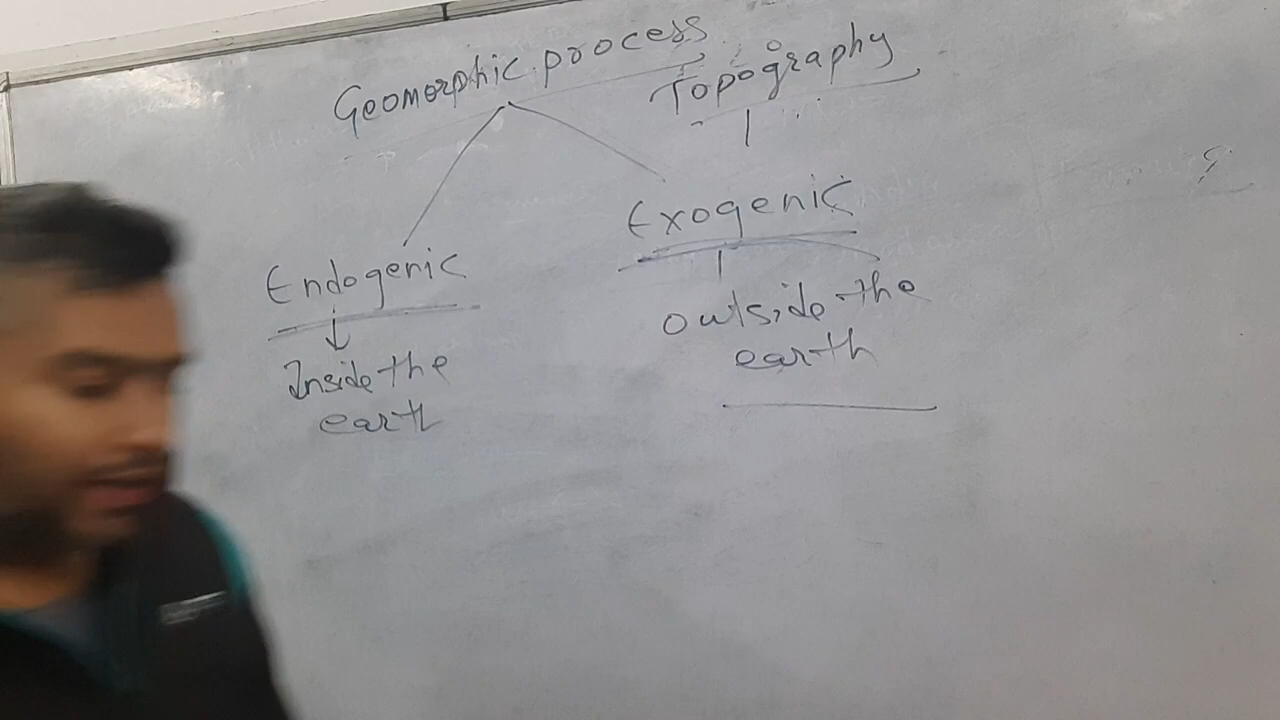 Geomorphic process
Topography
Endogenic
Inside the
earth
Exogenic
outside the
earth